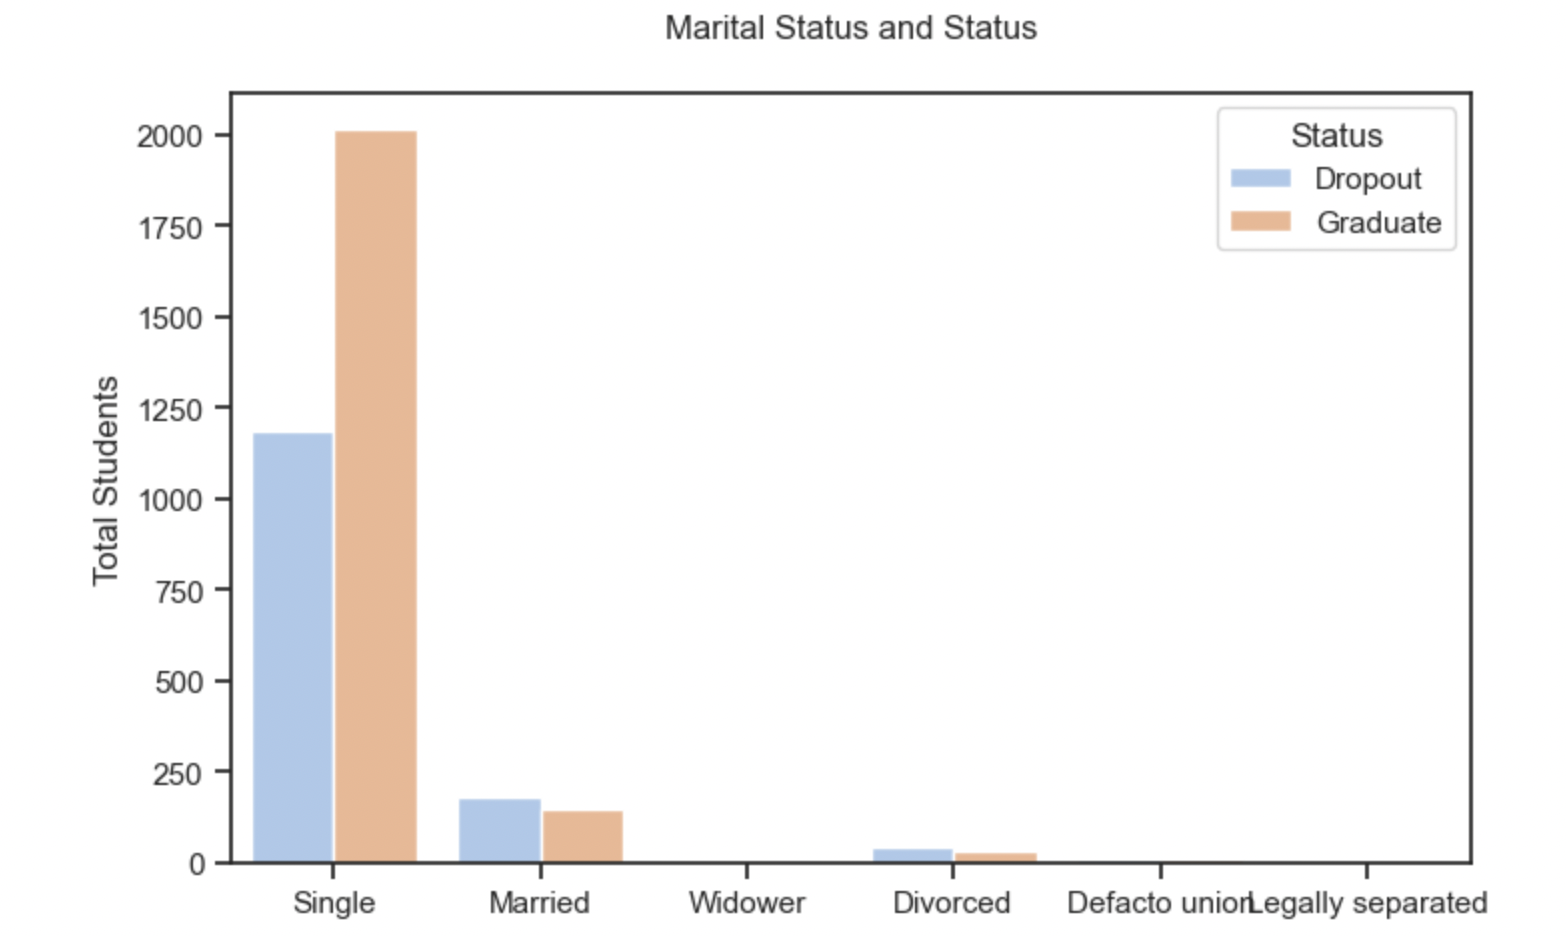 Marital Status and Status
Status
Dropout
Graduate
Total Students
2000
1750
1500
1250
1000
750
500
250
0
Single Married Widower Divorced Defacto union Legally separated